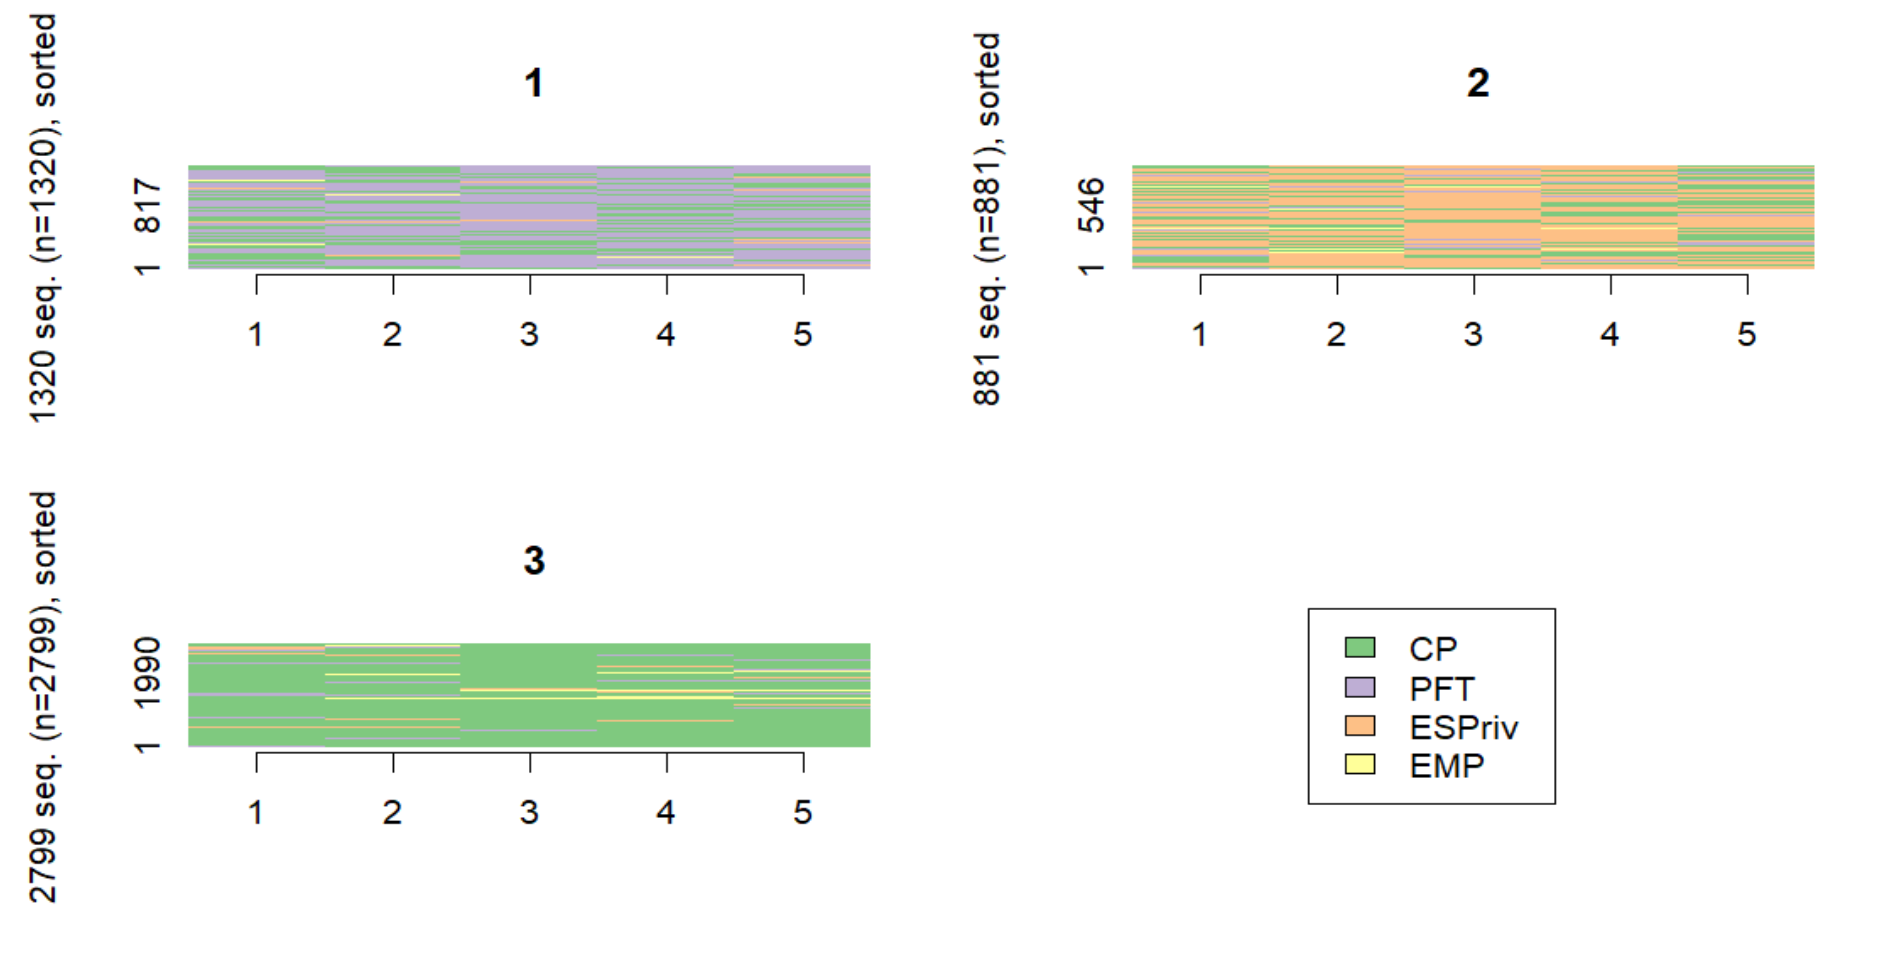 1320 seq. (n=1320), sorted
1
1 817
1 2 3 4 5
881 seq. (n=881), sorted
2
1 546
1 2 3 4 5
2799 seq. (n=2799), sorted
3
1 1990
1 2 3 4 5
CP
PFT
ESPriv
EMP